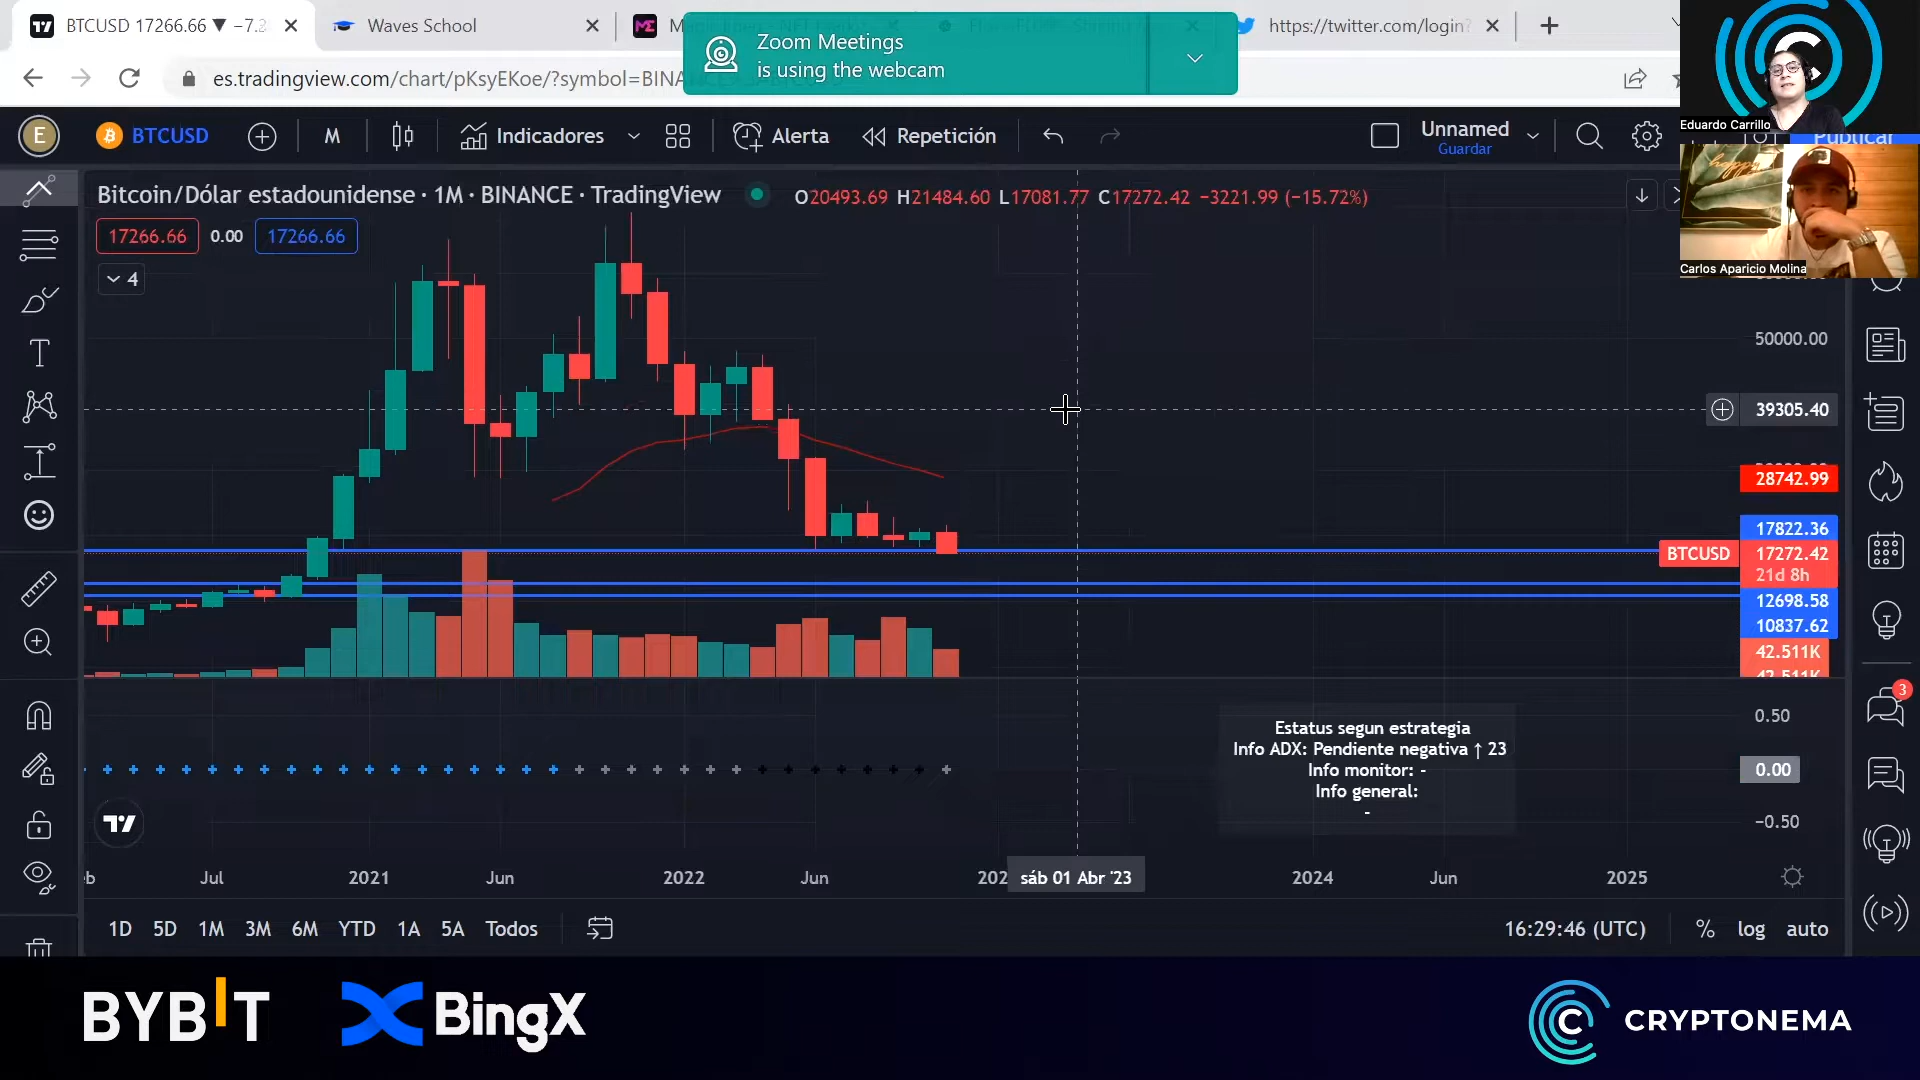 BTCUSD 17266.66 ▼ −7.2
Waves School
https://twitter.com/login?
Zoom Meetings
is using the webcam
es.tradingview.com/chart/pKsyEKoe/?symbol=BINA
Eduardo Carrillo
E
BTCUSD
M
Indicadores
Alerta
Repetición
Unnamed
Guardar
Publicar
Bitcoin/Dólar estadounidense · 1M · BINANCE · TradingView
O20493.69 H21484.60 L17081.77 C17272.42 −3221.99 (−15.72%)
17266.66
0.00
17266.66
4
happy
Carlos Aparicio Molina
50000.00
39305.40
28742.99
17822.36
BTCUSD
17272.42
21d 8h
12698.58
10837.62
42.511K
42.511K
3
0.50
0.00
−0.50
Estatus segun estrategia
Info ADX: Pendiente negativa ↑ 23
Info monitor: -
Info general:
-
Jul
2021
Jun
2022
Jun
202
sáb 01 Abr '23
2024
Jun
2025
1D
5D
1M
3M
6M
YTD
1A
5A
Todos
16:29:46 (UTC)
%
log
auto
BYBIT
BingX
CRYPTONEMA